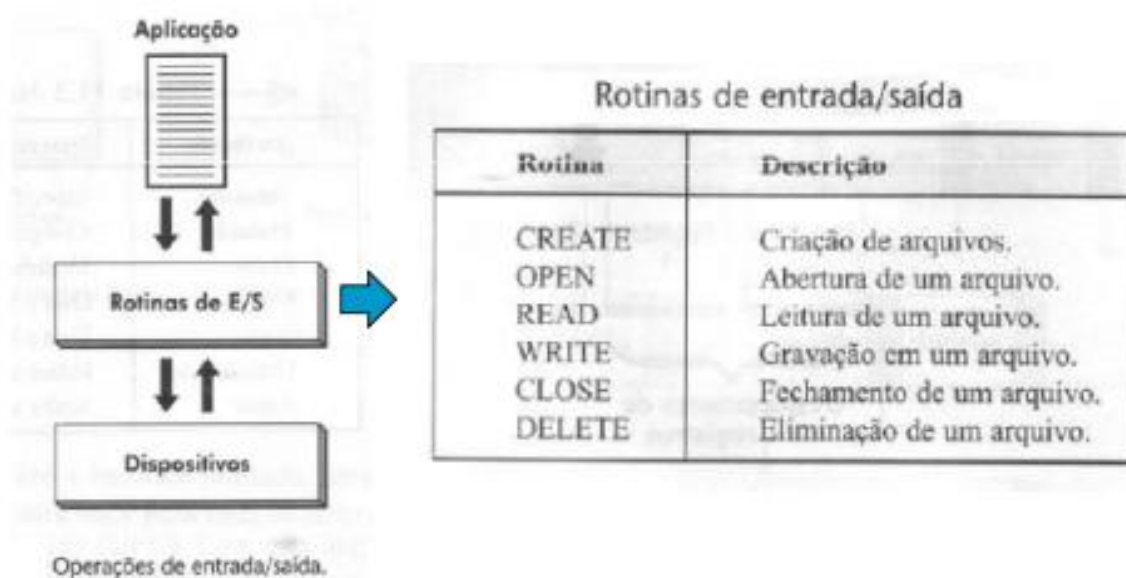 Aplicação
Rotinas de E/S
Dispositivos
Operações de entrada/saída.
Rotinas de entrada/saída
Rotina Descrição
CREATE Criação de arquivos.
OPEN Abertura de um arquivo.
READ Leitura de um arquivo.
WRITE Gravação em um arquivo.
CLOSE Fechamento de um arquivo.
DELETE Eliminação de um arquivo.